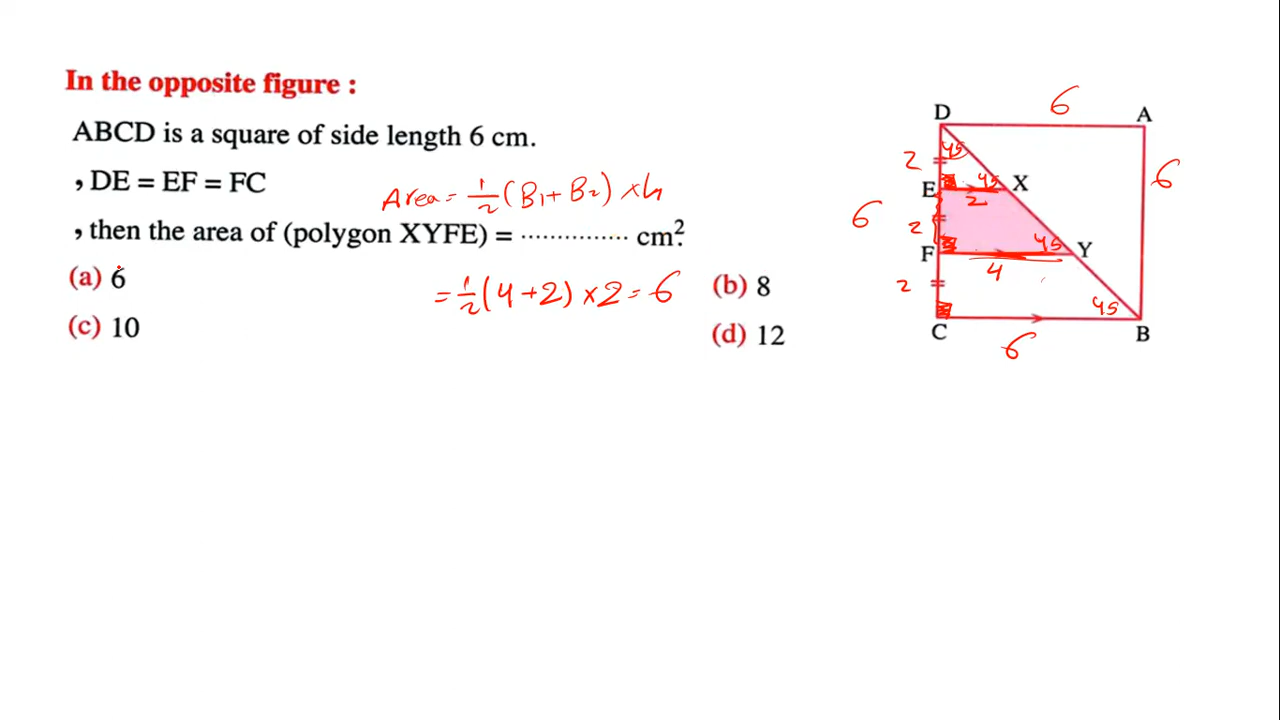 In the opposite figure :
ABCD is a square of side length 6 cm.
, DE = EF = FC
Area = 1/2 (B1 + B2) × h
, then the area of (polygon XYFE) = ............... cm².
(a) 6
= 1/2 (4 + 2) × 2 = 6
(b) 8
(c) 10
(d) 12
6
D
A
45
2
6
E
45
X
2
6
2
F
45
Y
4
2
45
C
B
6